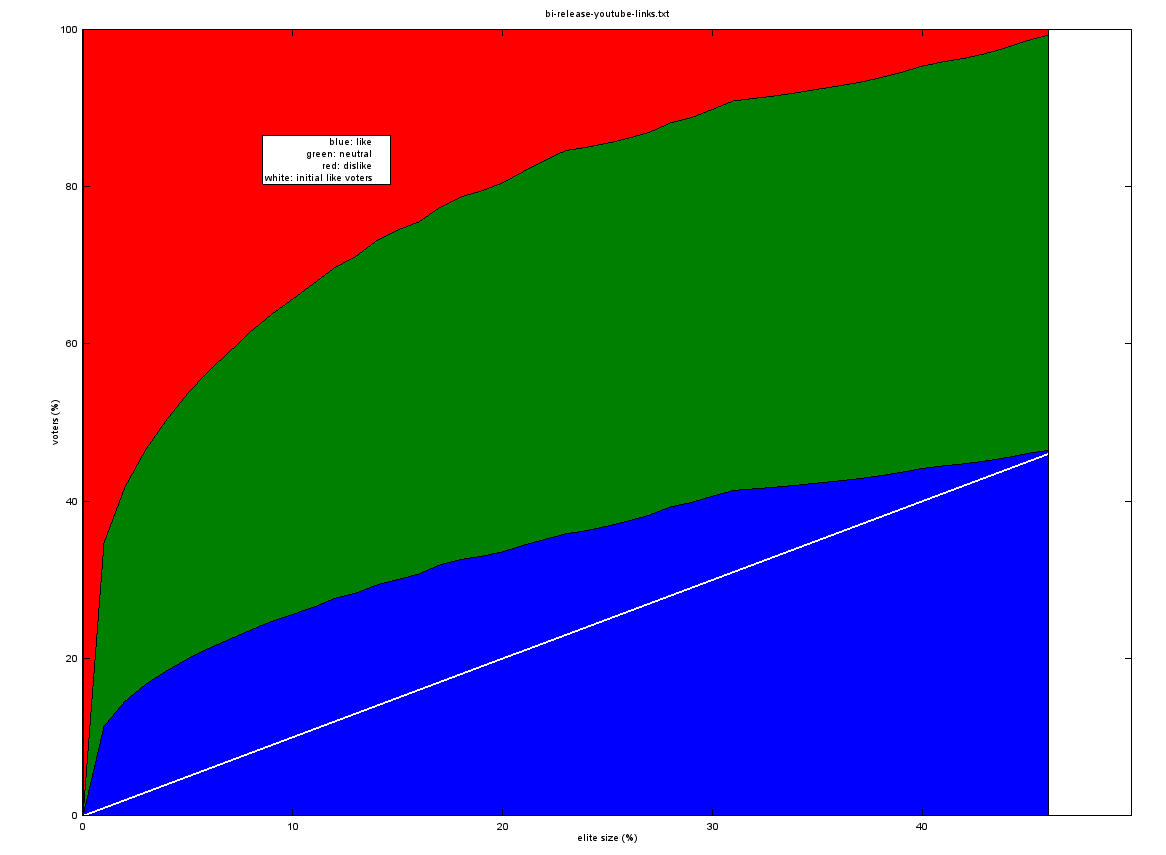 bi-release-youtube-links.txt
100
80
60
40
20
0
voters (%)
blue: like
green: neutral
red: dislike
white: initial like voters
0 10 20 30 40
elite size (%)